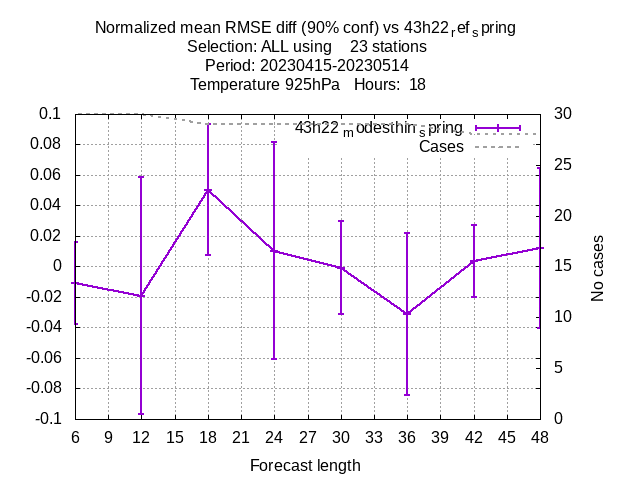 Normalized mean RMSE diff (90% conf) vs 43h22refspring
Selection: ALL using 23 stations
Period: 20230415-20230514
Temperature 925hPa Hours: 18
43h22modesthinspring
Cases
0.1
0.08
0.06
0.04
0.02
0
-0.02
-0.04
-0.06
-0.08
-0.1
30
25
20
15
10
5
0
No cases
6 9 12 15 18 21 24 27 30 33 36 39 42 45 48
Forecast length